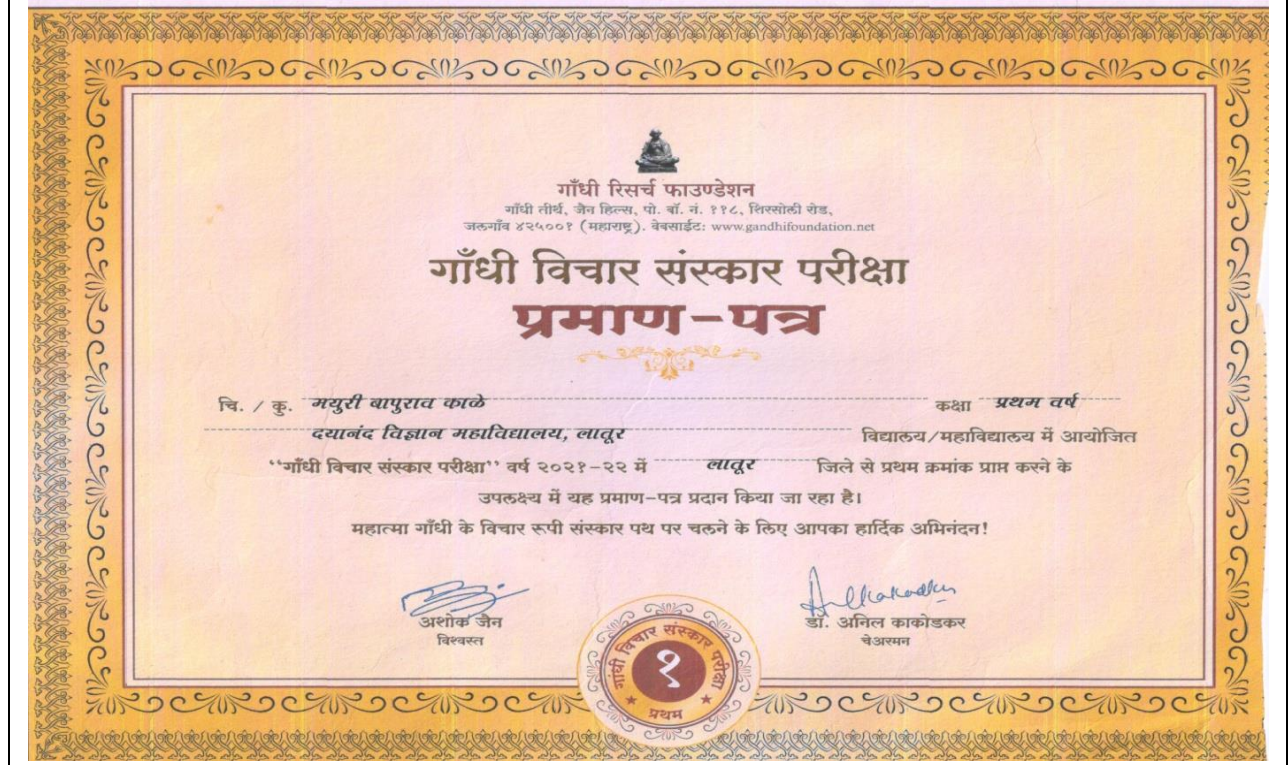 गाँधी रिसर्च फाउण्डेशन
गाँधी तीर्थ, जैन हिल्स, पो. बॉ. नं. ११८, शिरसोली रोड,
जलगाँव ४२५००१ (महाराष्ट्र). वेबसाईट: www.gandhifoundation.net
गाँधी विचार संस्कार परीक्षा
प्रमाण-पत्र
चि. / कु. मयुरी बापुराव काळे कक्षा प्रथम वर्ष
दयानंद विज्ञान महाविद्यालय, लातूर विद्यालय/महाविद्यालय में आयोजित
‘‘गाँधी विचार संस्कार परीक्षा’’ वर्ष २०२१-२२ में लातूर जिले से प्रथम क्रमांक प्राप्त करने के
उपलक्ष्य में यह प्रमाण-पत्र प्रदान किया जा रहा है।
महात्मा गाँधी के विचार रूपी संस्कार पथ पर चलने के लिए आपका हार्दिक अभिनंदन!
अशोक जैन
विश्वस्त
डॉ. अनिल काकोडकर
चेअरमन
गांधी विचार संस्कार परीक्षा
१
प्रथम